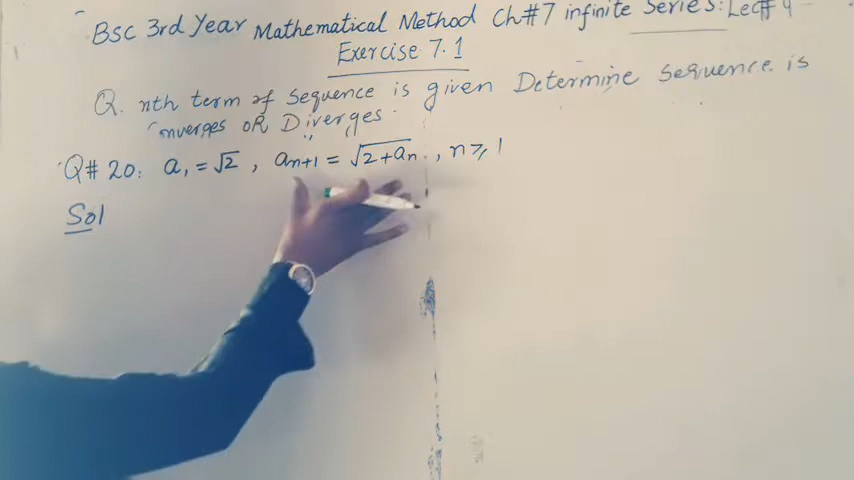 Bsc 3rd Year Mathematical Method Ch#7 infinite Series: Lec# 4
Exercise 7.1
Q. nth term of sequence is given Determine sequence is
Converges OR Diverges.
Q# 20: a₁ = √2 , aₙ₊₁ = √(2+aₙ) , n ≥ 1
Sol